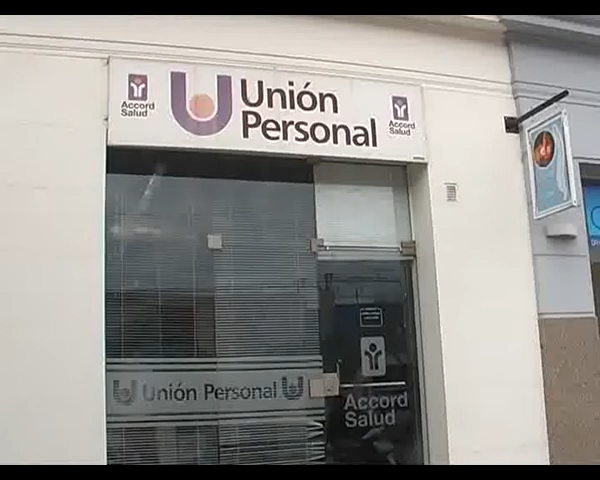 Accord
Salud
Unión
Personal
Accord
Salud
Unión Personal
Accord
Salud